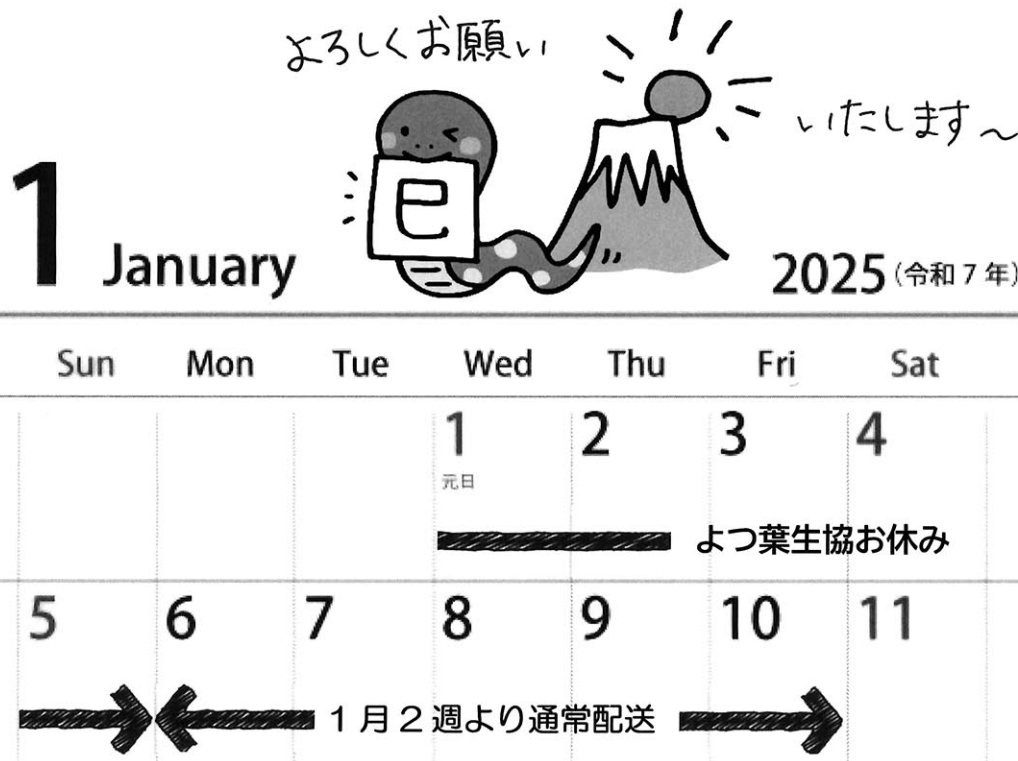 よろしくお願い
いたします～
巳
1 January
2025(令和7年)
Sun Mon Tue Wed Thu Fri Sat
1 2 3 4
元日
よつ葉生協お休み
5 6 7 8 9 10 11
1月2週より通常配送